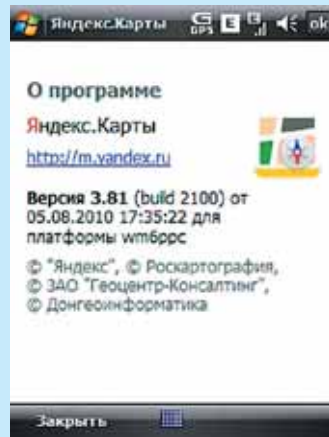 Яндекс.Карты GPS E ok
О программе
Яндекс.Карты
http://m.yandex.ru
Версия 3.81 (build 2100) от
05.08.2010 17:35:22 для
платформы wm6ppc
© "Яндекс", © Роскартография,
© ЗАО "Геоцентр-Консалтинг",
© Донгеоинформатика
Закрыть